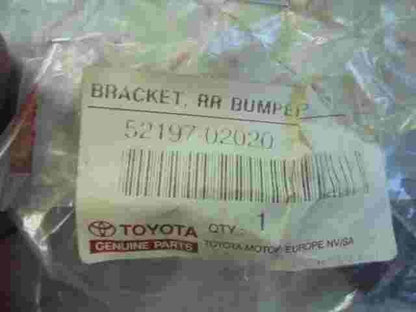 BRACKET, RR BUMPER
52197-02020
TOYOTA QTY: 1
GENUINE PARTS TOYOTA MOTOR EUROPE NV/SA